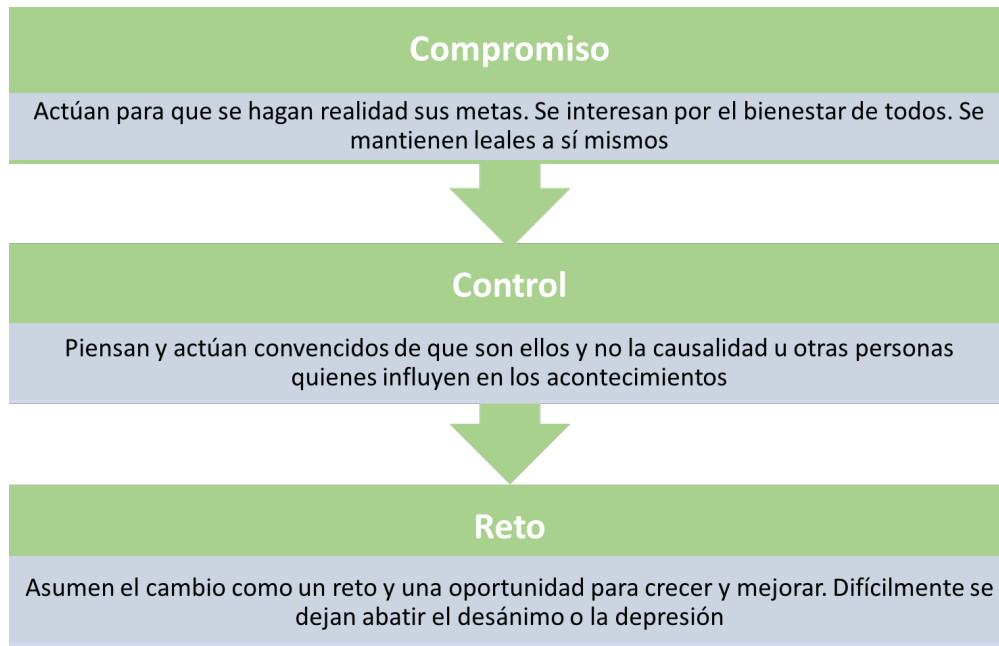 Compromiso
Actúan para que se hagan realidad sus metas. Se interesan por el bienestar de todos. Se
mantienen leales a sí mismos
Control
Piensan y actúan convencidos de que son ellos y no la causalidad u otras personas
quienes influyen en los acontecimientos
Reto
Asumen el cambio como un reto y una oportunidad para crecer y mejorar. Difícilmente se
dejan abatir el desánimo o la depresión